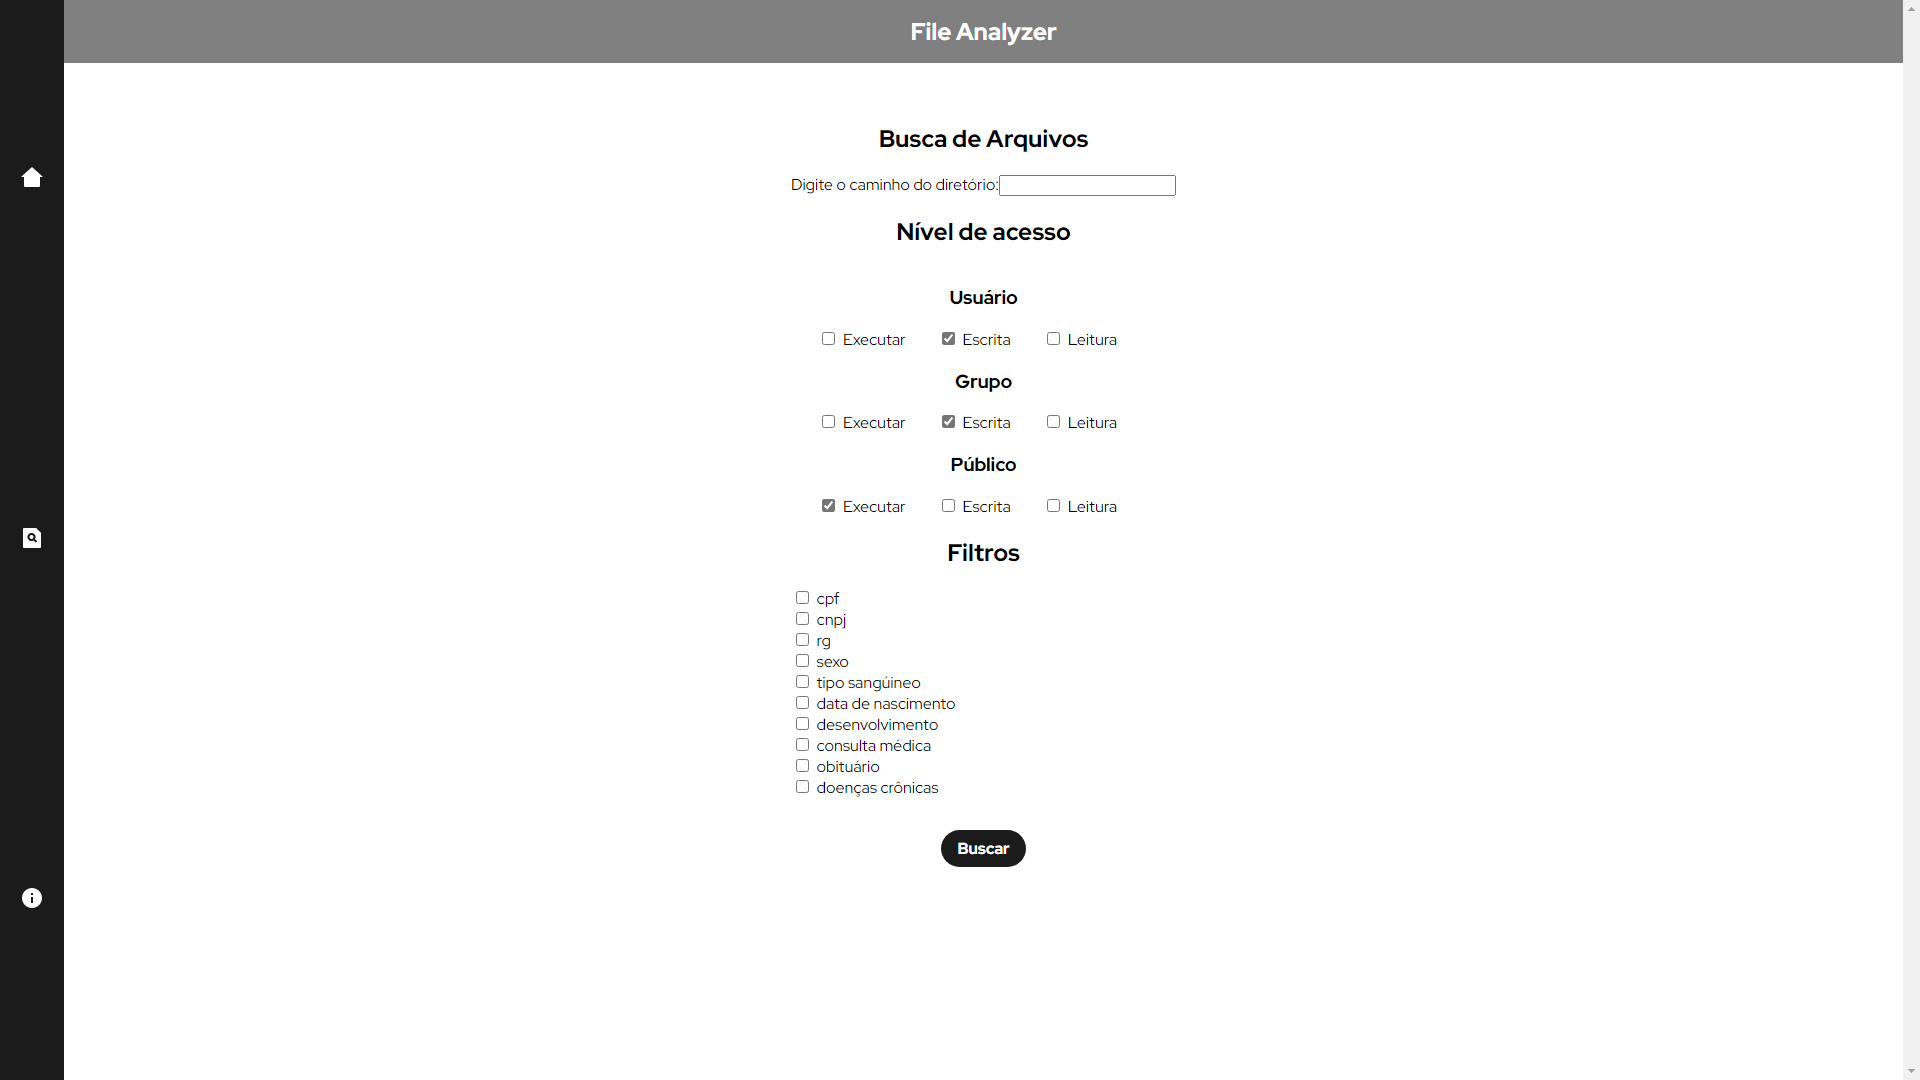 File Analyzer
Busca de Arquivos
Digite o caminho do diretório:
Nível de acesso
Usuário
Executar Escrita Leitura
Grupo
Executar Escrita Leitura
Público
Executar Escrita Leitura
Filtros
cpf
cnpj
rg
sexo
tipo sangúineo
data de nascimento
desenvolvimento
consulta médica
obituário
doenças crônicas
Buscar